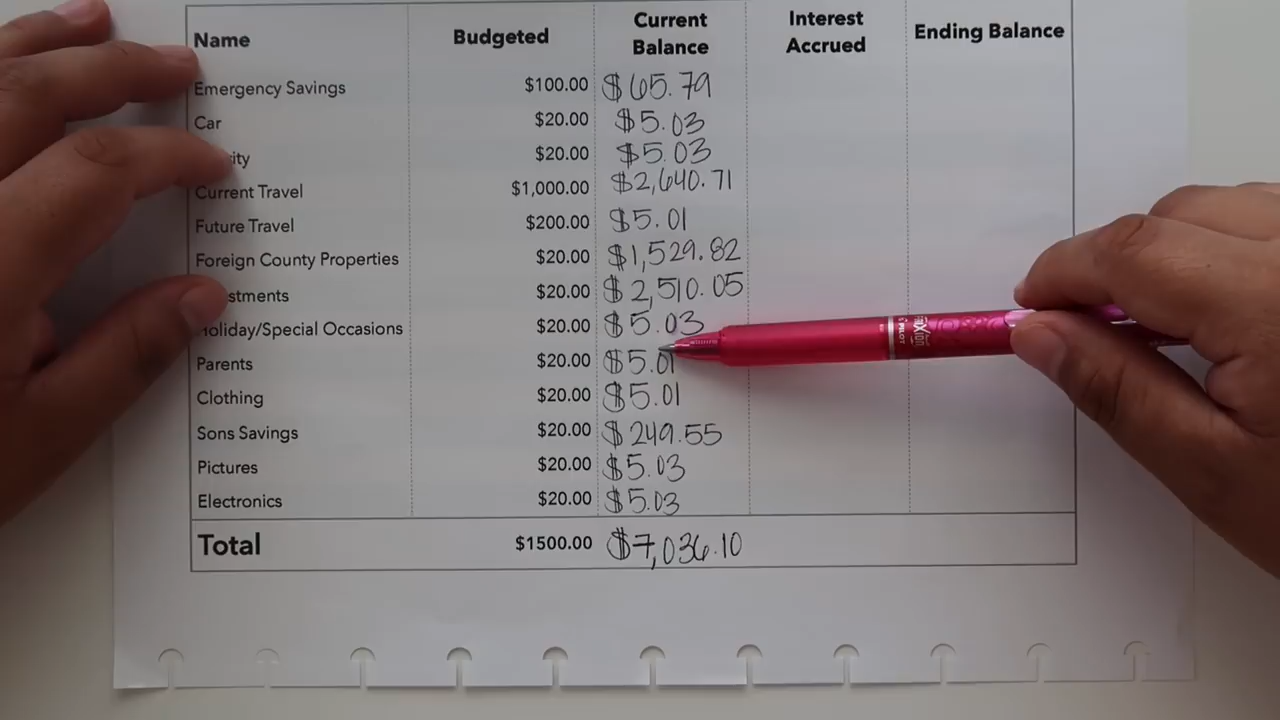 Name Budgeted Current Balance Interest Accrued Ending Balance
Emergency Savings $100.00 $65.79
Car $20.00 $5.03
$20.00 $5.03
Current Travel $1,000.00 $2,640.71
Future Travel $200.00 $5.01
Foreign County Properties $20.00 $1,529.82
$20.00 $2,510.05
Holiday/Special Occasions $20.00 $5.03
Parents $20.00 $5.01
Clothing $20.00 $5.01
Sons Savings $20.00 $249.55
Pictures $20.00 $5.03
Electronics $20.00 $5.03
Total $1500.00 $7,036.10
PILOT